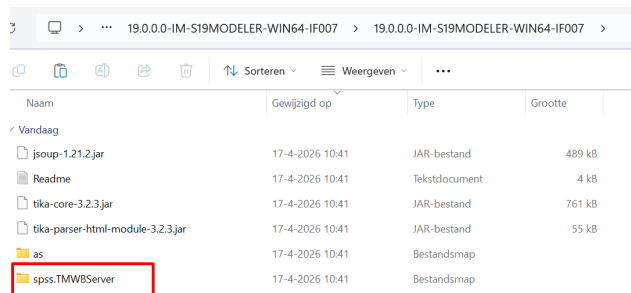 19.0.0.0-IM-S19MODELER-WIN64-IF007 > 19.0.0.0-IM-S19MODELER-WIN64-IF007 >
Sorteren Weergeven
Naam Gewijzigd op Type Grootte
Vandaag
jsoup-1.21.2.jar 17-4-2026 10:41 JAR-bestand 489 kB
Readme 17-4-2026 10:41 Tekstdocument 4 kB
tika-core-3.2.3.jar 17-4-2026 10:41 JAR-bestand 761 kB
tika-parser-html-module-3.2.3.jar 17-4-2026 10:41 JAR-bestand 55 kB
as 17-4-2026 10:41 Bestandsmap
spss.TMWBServer 17-4-2026 10:41 Bestandsmap